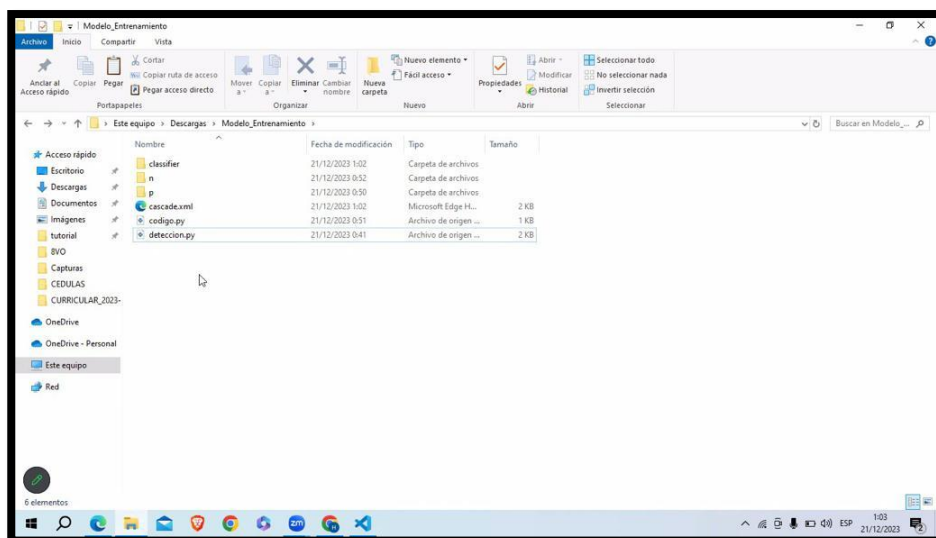 Modelo_Entrenamiento
Archivo Inicio Compartir Vista
Anclar al Acceso rápido
Copiar
Pegar
Cortar
Copiar ruta de acceso
Pegar acceso directo
Portapapeles
Mover a
Copiar a
Eliminar
Cambiar nombre
Organizar
Nueva carpeta
Nuevo elemento
Fácil acceso
Nuevo
Propiedades
Abrir
Modificar
Historial
Abrir
Seleccionar todo
No seleccionar nada
Invertir selección
Seleccionar
Este equipo > Descargas > Modelo_Entrenamiento >
Buscar en Modelo_...
Nombre Fecha de modificación Tipo Tamaño
classifier 21/12/2023 1:02 Carpeta de archivos
n 21/12/2023 0:52 Carpeta de archivos
p 21/12/2023 0:50 Carpeta de archivos
cascade.xml 21/12/2023 1:02 Microsoft Edge H... 2 KB
codigo.py 21/12/2023 0:51 Archivo de origen ... 1 KB
deteccion.py 21/12/2023 0:41 Archivo de origen ... 2 KB
Acceso rápido
Escritorio
Descargas
Documentos
Imágenes
tutorial
8VO
Capturas
CEDULAS
CURRICULAR_2023-
OneDrive
OneDrive - Personal
Este equipo
Red
6 elementos
zm
ESP
1:03
21/12/2023
2